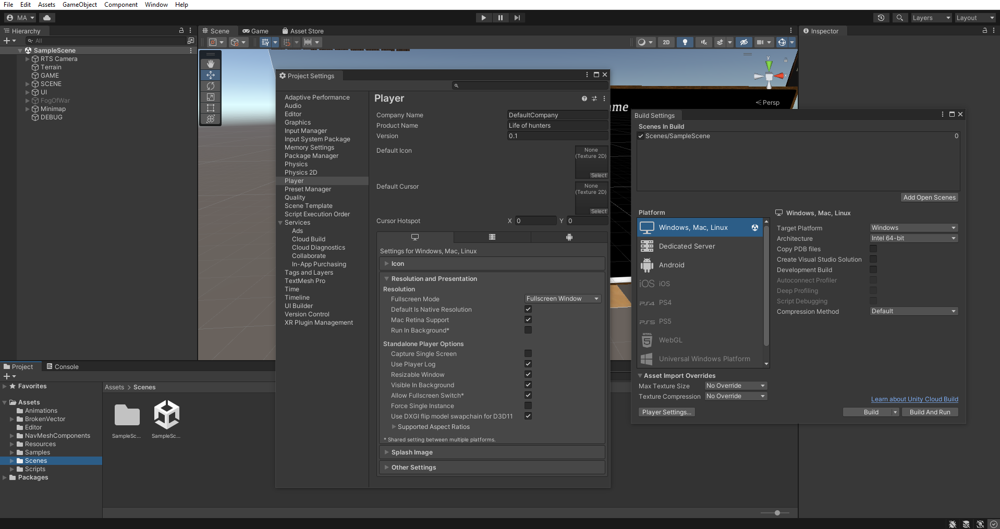 File Edit Assets GameObject Component Window Help
MA
Layers Layout
Hierarchy
All
SampleScene
RTS Camera
Terrain
GAME
SCENE
UI
FogOfWar
Minimap
DEBUG
Scene Game Asset Store
2D
Y
x
Persp
ame
Inspector
Project Settings
Adaptive Performance
Audio
Editor
Graphics
Input Manager
Input System Package
Memory Settings
Package Manager
Physics
Physics 2D
Player
Preset Manager
Quality
Scene Template
Script Execution Order
Services
Ads
Cloud Build
Cloud Diagnostics
Collaborate
In-App Purchasing
Tags and Layers
TextMesh Pro
Time
Timeline
UI Builder
Version Control
XR Plugin Management
Player
Company Name DefaultCompany
Product Name Life of hunters
Version 0.1
Default Icon None
(Texture 2D)
Select
Default Cursor None
(Texture 2D)
Select
Cursor Hotspot X 0 Y 0
Settings for Windows, Mac, Linux
Icon
Resolution and Presentation
Resolution
Fullscreen Mode Fullscreen Window
Default Is Native Resolution
Mac Retina Support
Run In Background*
Standalone Player Options
Capture Single Screen
Use Player Log
Resizable Window
Visible In Background
Allow Fullscreen Switch*
Force Single Instance
Use DXGI flip model swapchain for D3D11
Supported Aspect Ratios
* Shared setting between multiple platforms.
Splash Image
Other Settings
Build Settings
Scenes In Build
Scenes/SampleScene 0
Add Open Scenes
Platform
Windows, Mac, Linux
Dedicated Server
Android
iOS iOS
PS4 PS4
PS5 PS5
HTML 5 WebGL
Universal Windows Platform
Windows, Mac, Linux
Target Platform Windows
Architecture Intel 64-bit
Copy PDB files
Create Visual Studio Solution
Development Build
Autoconnect Profiler
Deep Profiling
Script Debugging
Compression Method Default
Asset Import Overrides
Max Texture Size No Override
Texture Compression No Override
Learn about Unity Cloud Build
Player Settings... Build Build And Run
Project Console
Favorites
Assets
Animations
BrokenVector
Editor
NavMeshComponents
Resources
Samples
Scenes
Scripts
Packages
Assets > Scenes
SampleSc... SampleSc...